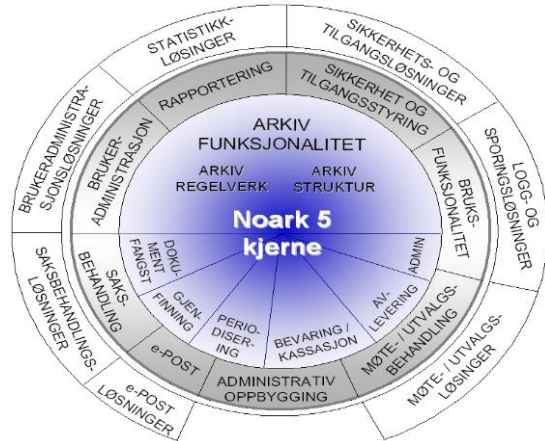 STATISTIKK-
LØSINGER
SIKKERHETS- OG
TILGANGSLØSNINGER
LOGG- OG
SPORINGSLØSNINGER
MØTE- / UTVALGS-
LØSINGER
e-POST
LØSNINGER
SAKSBEHANDLINGS-
LØSNINGER
BRUKERADMINISTRA-
SJONSLØSNINGER
RAPPORTERING
SIKKERHET OG
TILGANGSSTYRING
BRUKS-
FUNKSJONALITET
MØTE- / UTVALGS-
BEHANDLING
ADMINISTRATIV
OPPBYGGING
e-POST
SAKS-
BEHANDLING
BRUKER-
ADMINISTRASJON
ARKIV
FUNKSJONALITET
ARKIV
REGELVERK
ARKIV
STRUKTUR
Noark 5
kjerne
DOKU-
MENT
FANGST
GJEN-
FINNING
PERIO-
DISER-
ING
BEVARING /
KASSASJON
AV-
LEVERING
ADMIN